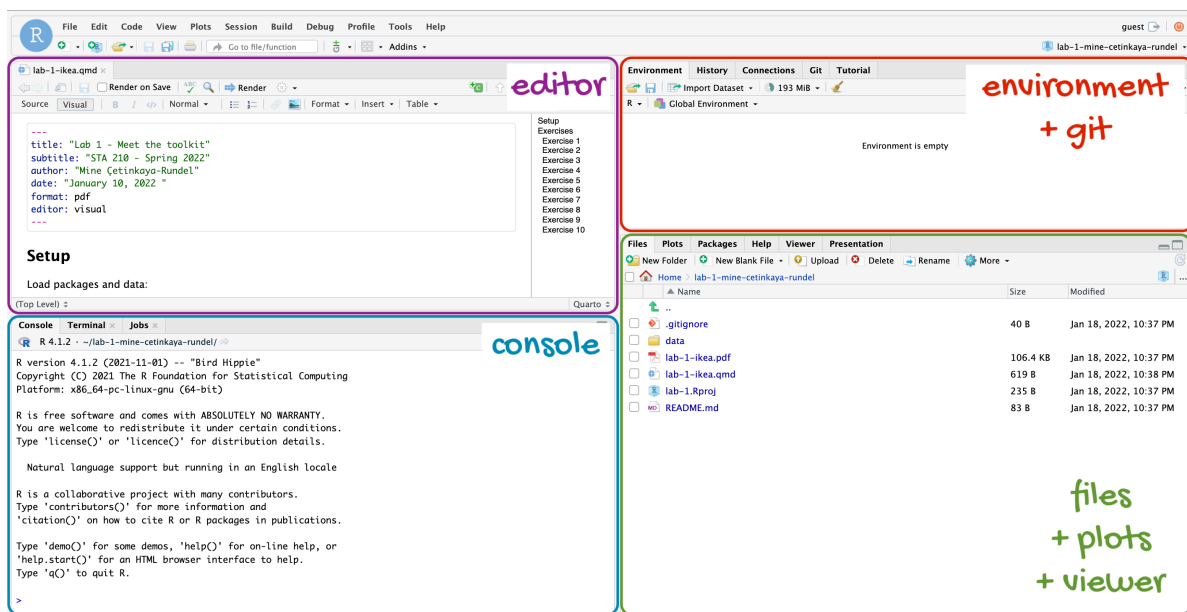 R File Edit Code View Plots Session Build Debug Profile Tools Help guest
Go to file/function Addins lab-1-mine-cetinkaya-rundel
lab-1-ikea.qmd
Render on Save ABC Render
Source Visual B I </> Normal Format Insert Table
editor
---
title: "Lab 1 - Meet the toolkit"
subtitle: "STA 210 - Spring 2022"
author: "Mine Çetinkaya-Rundel"
date: "January 10, 2022 "
format: pdf
editor: visual
---
Setup
Load packages and data:
Setup
Exercises
Exercise 1
Exercise 2
Exercise 3
Exercise 4
Exercise 5
Exercise 6
Exercise 7
Exercise 8
Exercise 9
Exercise 10
(Top Level) Quarto
Console Terminal Jobs
R 4.1.2 · ~/lab-1-mine-cetinkaya-rundel/
console
R version 4.1.2 (2021-11-01) -- "Bird Hippie"
Copyright (C) 2021 The R Foundation for Statistical Computing
Platform: x86_64-pc-linux-gnu (64-bit)
R is free software and comes with ABSOLUTELY NO WARRANTY.
You are welcome to redistribute it under certain conditions.
Type 'license()' or 'licence()' for distribution details.
Natural language support but running in an English locale
R is a collaborative project with many contributors.
Type 'contributors()' for more information and
'citation()' on how to cite R or R packages in publications.
Type 'demo()' for some demos, 'help()' for on-line help, or
'help.start()' for an HTML browser interface to help.
Type 'q()' to quit R.
>
Environment History Connections Git Tutorial
Import Dataset 193 MiB
R Global Environment
Environment is empty
environment
+ git
Files Plots Packages Help Viewer Presentation
New Folder New Blank File Upload Delete Rename More
Home lab-1-mine-cetinkaya-rundel ...
Name Size Modified
..
.gitignore 40 B Jan 18, 2022, 10:37 PM
data
lab-1-ikea.pdf 106.4 KB Jan 18, 2022, 10:37 PM
lab-1-ikea.qmd 619 B Jan 18, 2022, 10:38 PM
lab-1.Rproj 235 B Jan 18, 2022, 10:37 PM
MD README.md 83 B Jan 18, 2022, 10:37 PM
files
+ plots
+ viewer